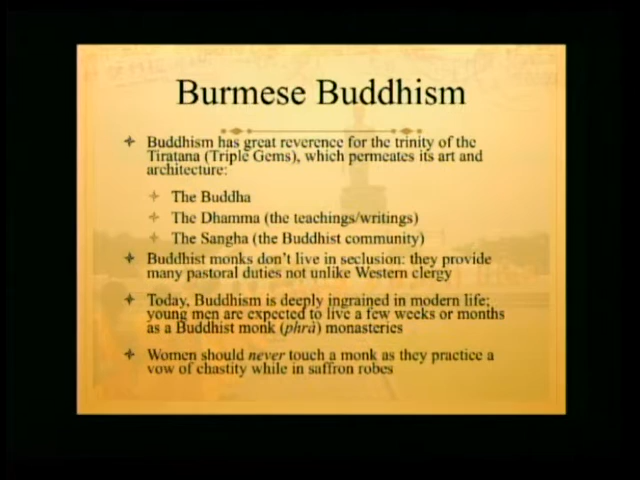 Burmese Buddhism
Buddhism has great reverence for the trinity of the
Tiratana (Triple Gems), which permeates its art and
architecture:
The Buddha
The Dhamma (the teachings/writings)
The Sangha (the Buddhist community)
Buddhist monks don't live in seclusion: they provide
many pastoral duties not unlike Western clergy
Today, Buddhism is deeply ingrained in modern life;
young men are expected to live a few weeks or months
as a Buddhist monk (phrá) monasteries
Women should never touch a monk as they practice a
vow of chastity while in saffron robes